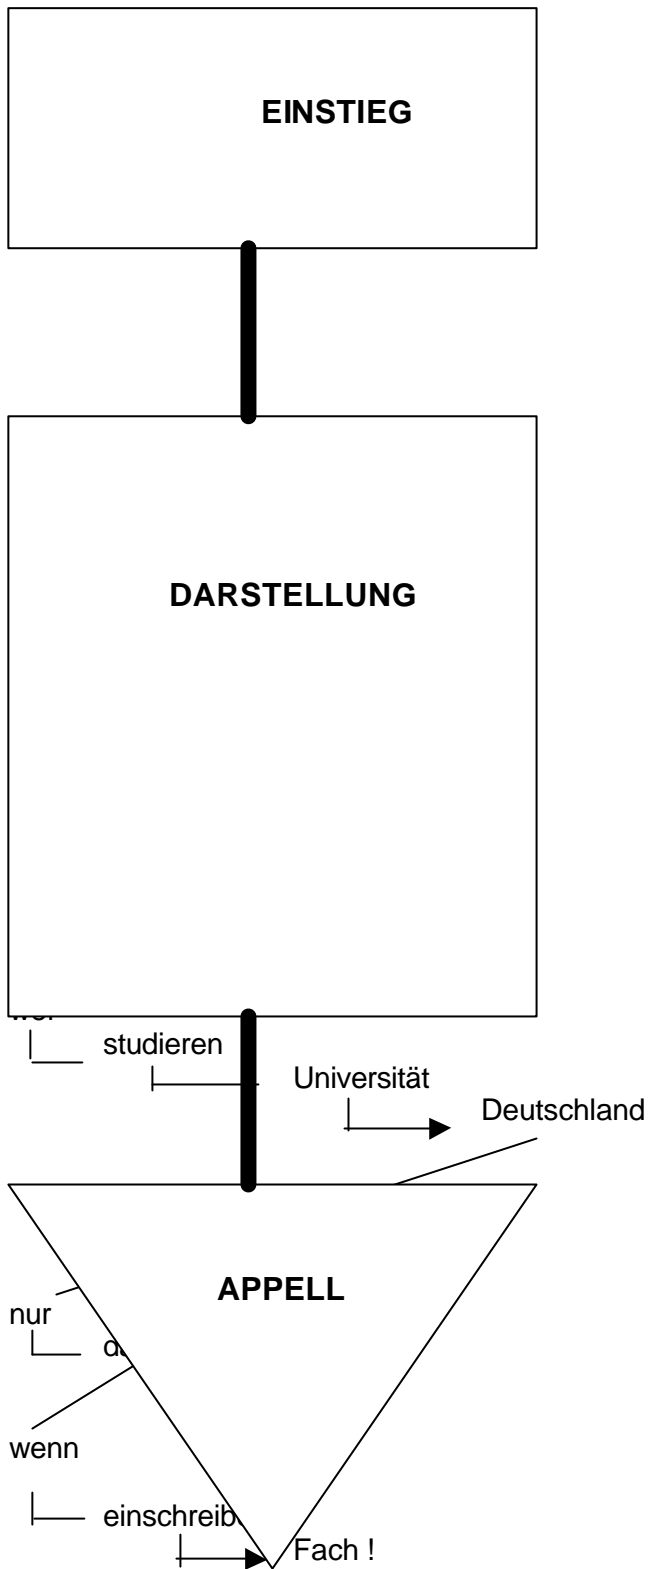 EINSTIEG
DARSTELLUNG
studieren
Universität
Deutschland
APPELL
nur
wenn
Fach !